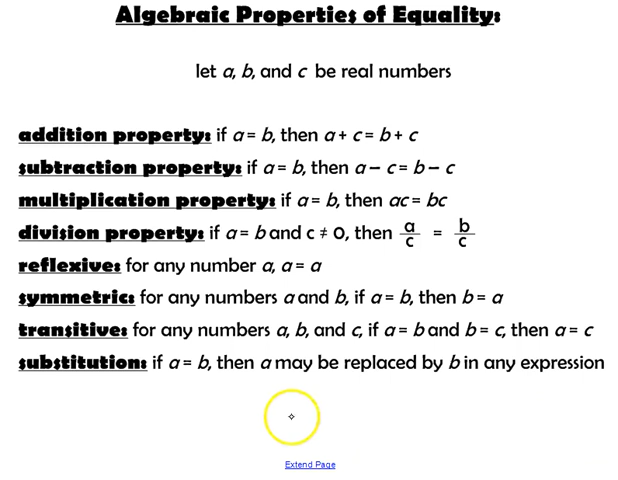 Algebraic Properties of Equality:
let a, b, and c be real numbers
addition property: if a = b, then a + c = b + c
subtraction property: if a = b, then a – c = b – c
multiplication property: if a = b, then ac = bc
division property: if a = b and c ≠ 0, then a/c = b/c
reflexive: for any number a, a = a
symmetric: for any numbers a and b, if a = b, then b = a
transitive: for any numbers a, b, and c, if a = b and b = c, then a = c
substitution: if a = b, then a may be replaced by b in any expression
Extend Page